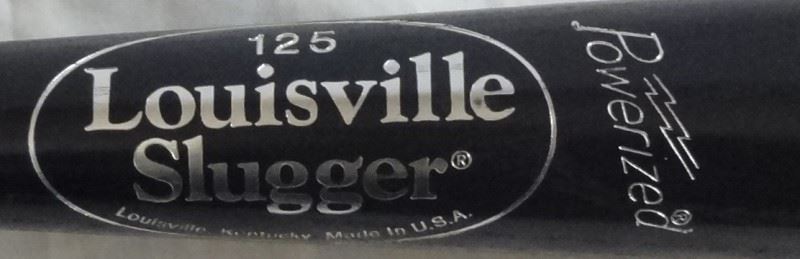 125
Louisville
Slugger®
Louisville, Kentucky Made In U.S.A.
Powerized®